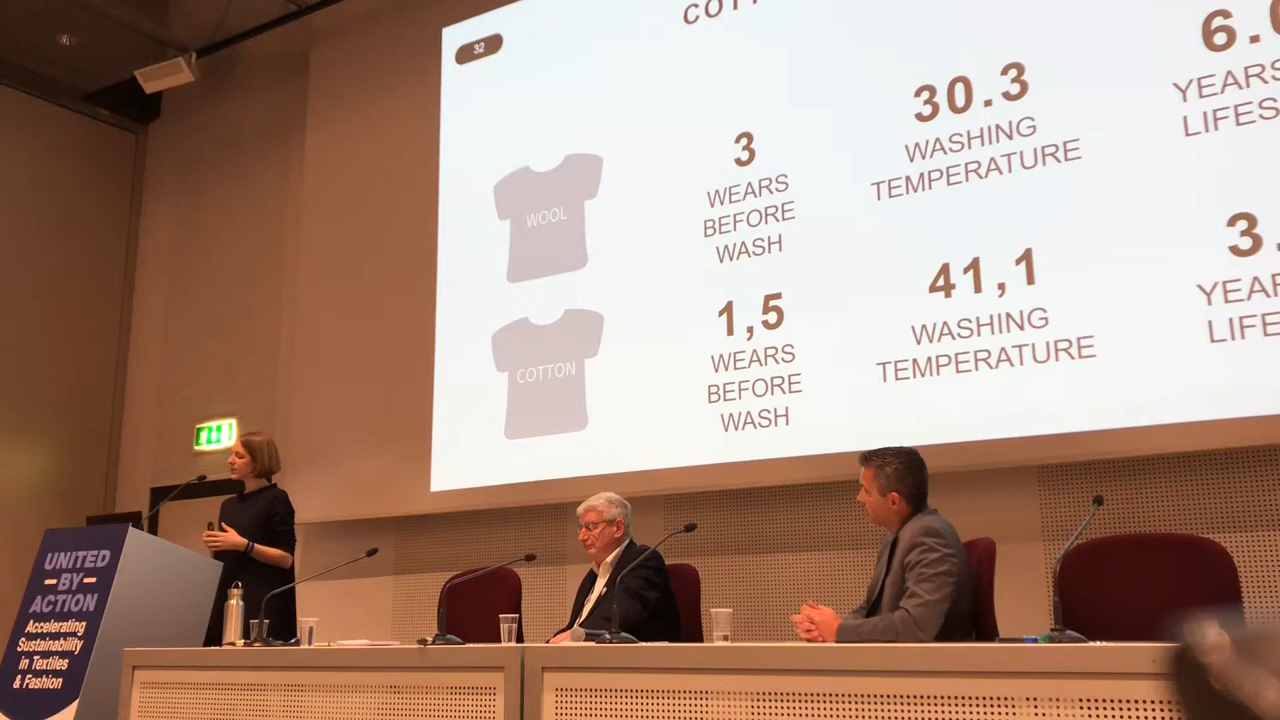 32
WOOL
3
WEARS
BEFORE
WASH
30.3
WASHING
TEMPERATURE
YEARS
COTTON
1,5
WEARS
BEFORE
WASH
41,1
WASHING
TEMPERATURE
UNITED
BY
ACTION
Accelerating
Sustainability
in Textiles
& Fashion